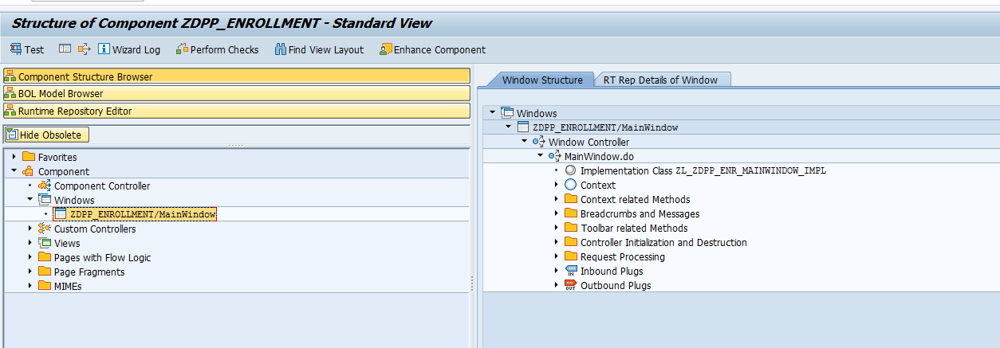 Structure of Component ZDPP_ENROLLMENT - Standard View
Test Wizard Log Perform Checks Find View Layout Enhance Component
Component Structure Browser
BOL Model Browser
Runtime Repository Editor
Hide Obsolete
Favorites
Component
Component Controller
Windows
ZDPP_ENROLLMENT/MainWindow
Custom Controllers
Views
Pages with Flow Logic
Page Fragments
MIMEs
Window Structure RT Rep Details of Window
Windows
ZDPP_ENROLLMENT/MainWindow
Window Controller
MainWindow.do
Implementation Class ZL_ZDPP_ENR_MAINWINDOW_IMPL
Context
Context related Methods
Breadcrumbs and Messages
Toolbar related Methods
Controller Initialization and Destruction
Request Processing
IN Inbound Plugs
OUT Outbound Plugs